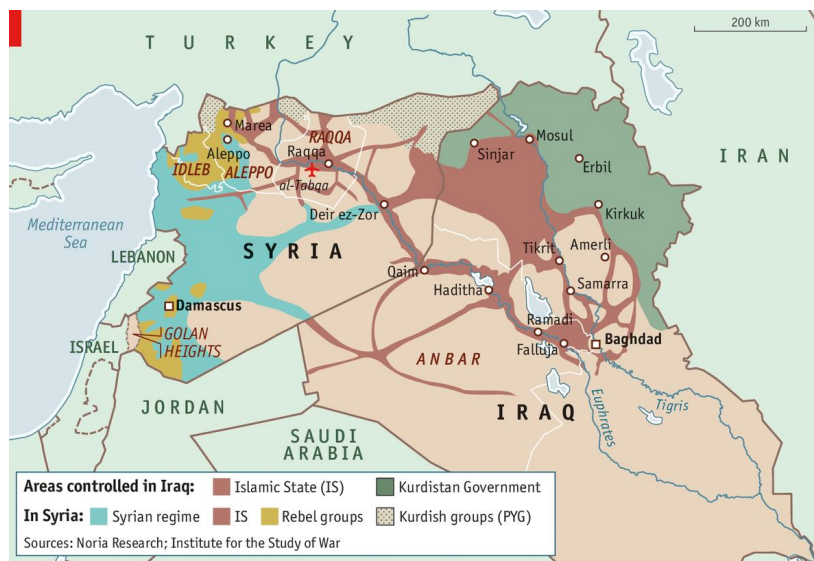 200 km
TURKEY
Marea
Aleppo
IDLEB
ALEPPO
RAQQA
Raqqa
al-Tabqa
Sinjar
Mosul
Erbil
IRAN
Mediterranean
Sea
Deir ez-Zor
Kirkuk
LEBANON
SYRIA
Tikrit
Amerli
Qaim
Haditha
Samarra
Damascus
Ramadi
Baghdad
ISRAEL
GOLAN
HEIGHTS
ANBAR
Falluja
JORDAN
IRAQ
Euphrates
Tigris
SAUDI
ARABIA
Areas controlled in Iraq: Islamic State (IS) Kurdistan Government
In Syria: Syrian regime IS Rebel groups Kurdish groups (PYG)
Sources: Noria Research; Institute for the Study of War